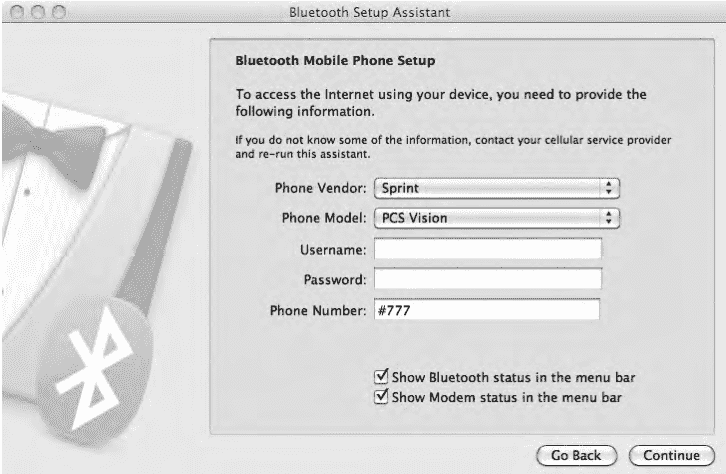 Bluetooth Setup Assistant
Bluetooth Mobile Phone Setup
To access the Internet using your device, you need to provide the
following information.
If you do not know some of the information, contact your cellular service provider
and re-run this assistant.
Phone Vendor: Sprint
Phone Model: PCS Vision
Username:
Password:
Phone Number: #777
Show Bluetooth status in the menu bar
Show Modem status in the menu bar
Go Back Continue